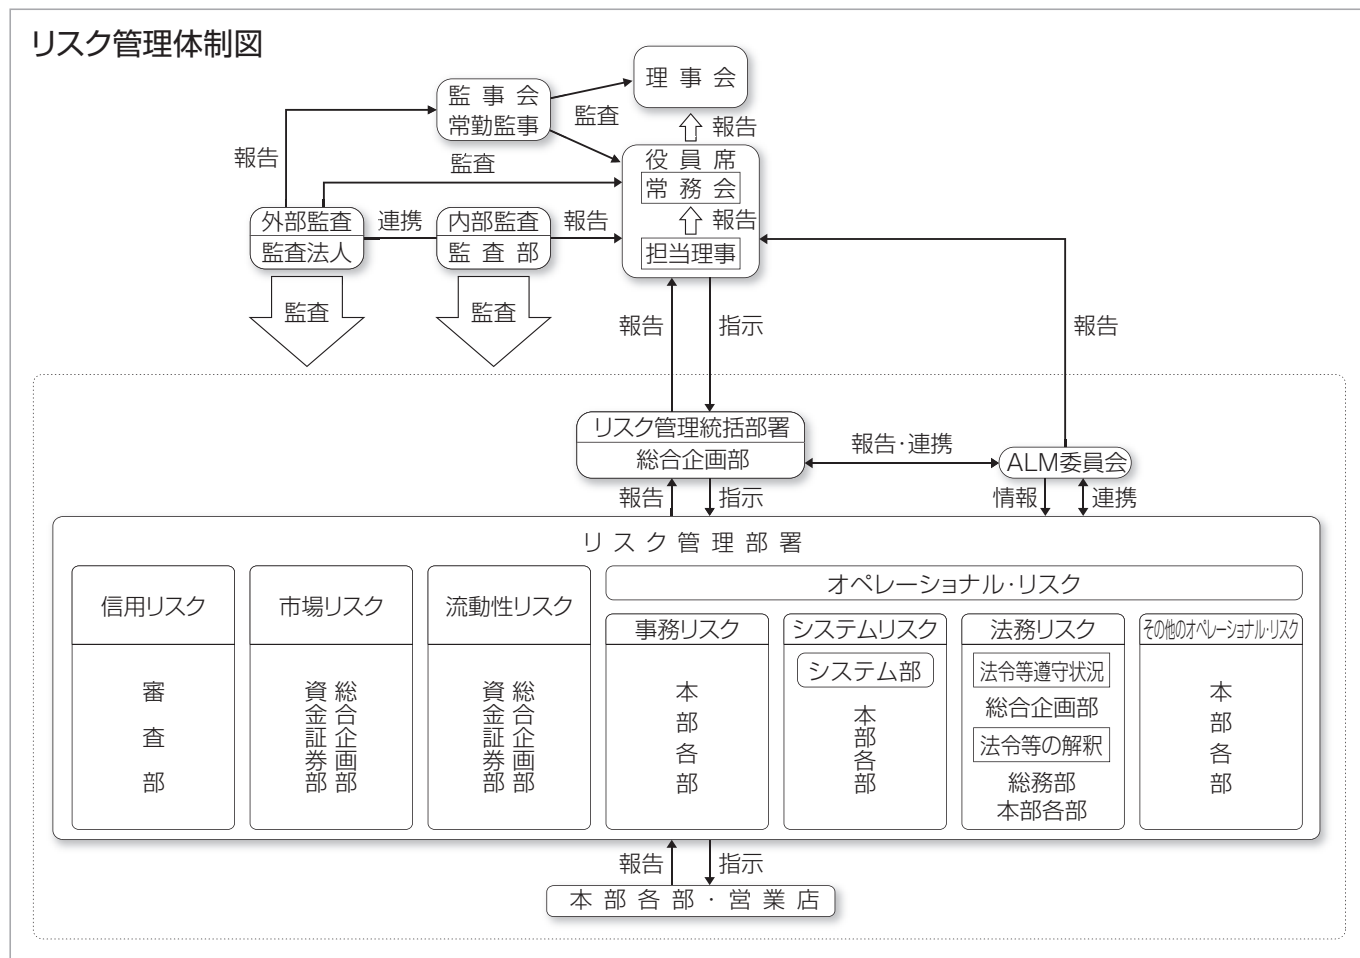 リスク管理体制図
理事会
監事会
常勤監事
監査
報告
報告
監査
役員席
常務会
報告
担当理事
外部監査
監査法人
連携
内部監査
監査部
報告
監査
監査
報告
指示
報告
リスク管理統括部署
総合企画部
報告・連携
ALM委員会
報告
指示
情報
連携
リスク管理部署
信用リスク
審査部
市場リスク
総合企画部
資金証券部
流動性リスク
総合企画部
資金証券部
オペレーショナル・リスク
事務リスク
本部各部
システムリスク
システム部
本部各部
法務リスク
法令等遵守状況
総合企画部
法令等の解釈
総務部
本部各部
その他のオペレーショナル・リスク
本部各部
報告
指示
本部各部・営業店